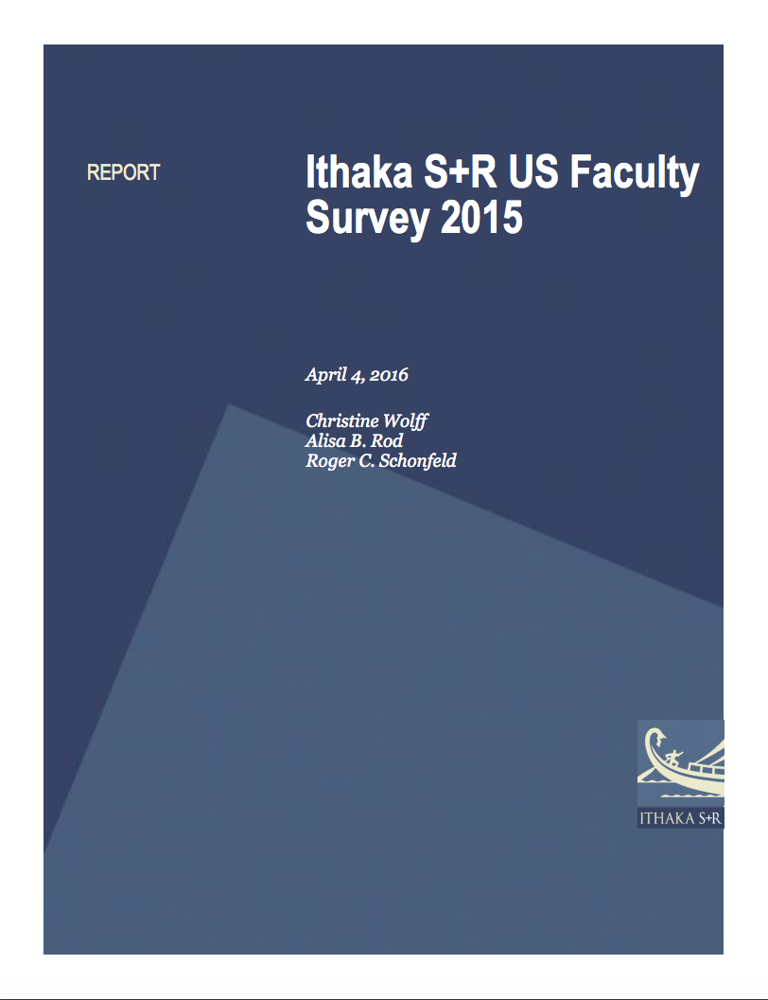 REPORT
Ithaka S+R US Faculty
Survey 2015
April 4, 2016
Christine Wolff
Alisa B. Rod
Roger C. Schonfeld
ITHAKA S+R